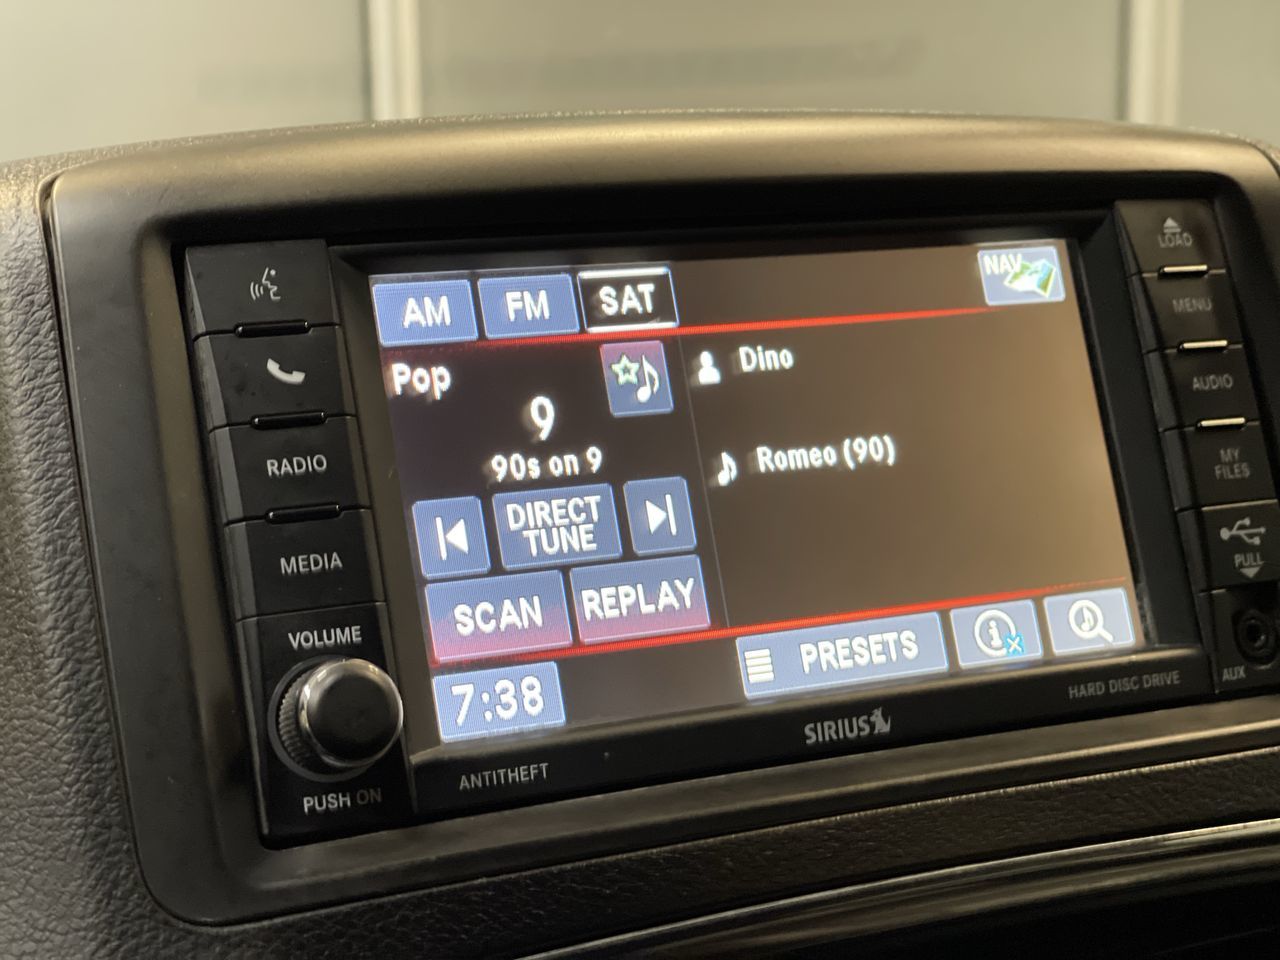 LOAD
MENU
AUDIO
MY
FILES
PULL
AUX
RADIO
MEDIA
VOLUME
PUSH ON
AM
FM
SAT
NAV
Pop
9
90s on 9
DIRECT
TUNE
SCAN
REPLAY
7:38
Dino
Romeo (90)
PRESETS
ANTITHEFT
SIRIUS
HARD DISC DRIVE